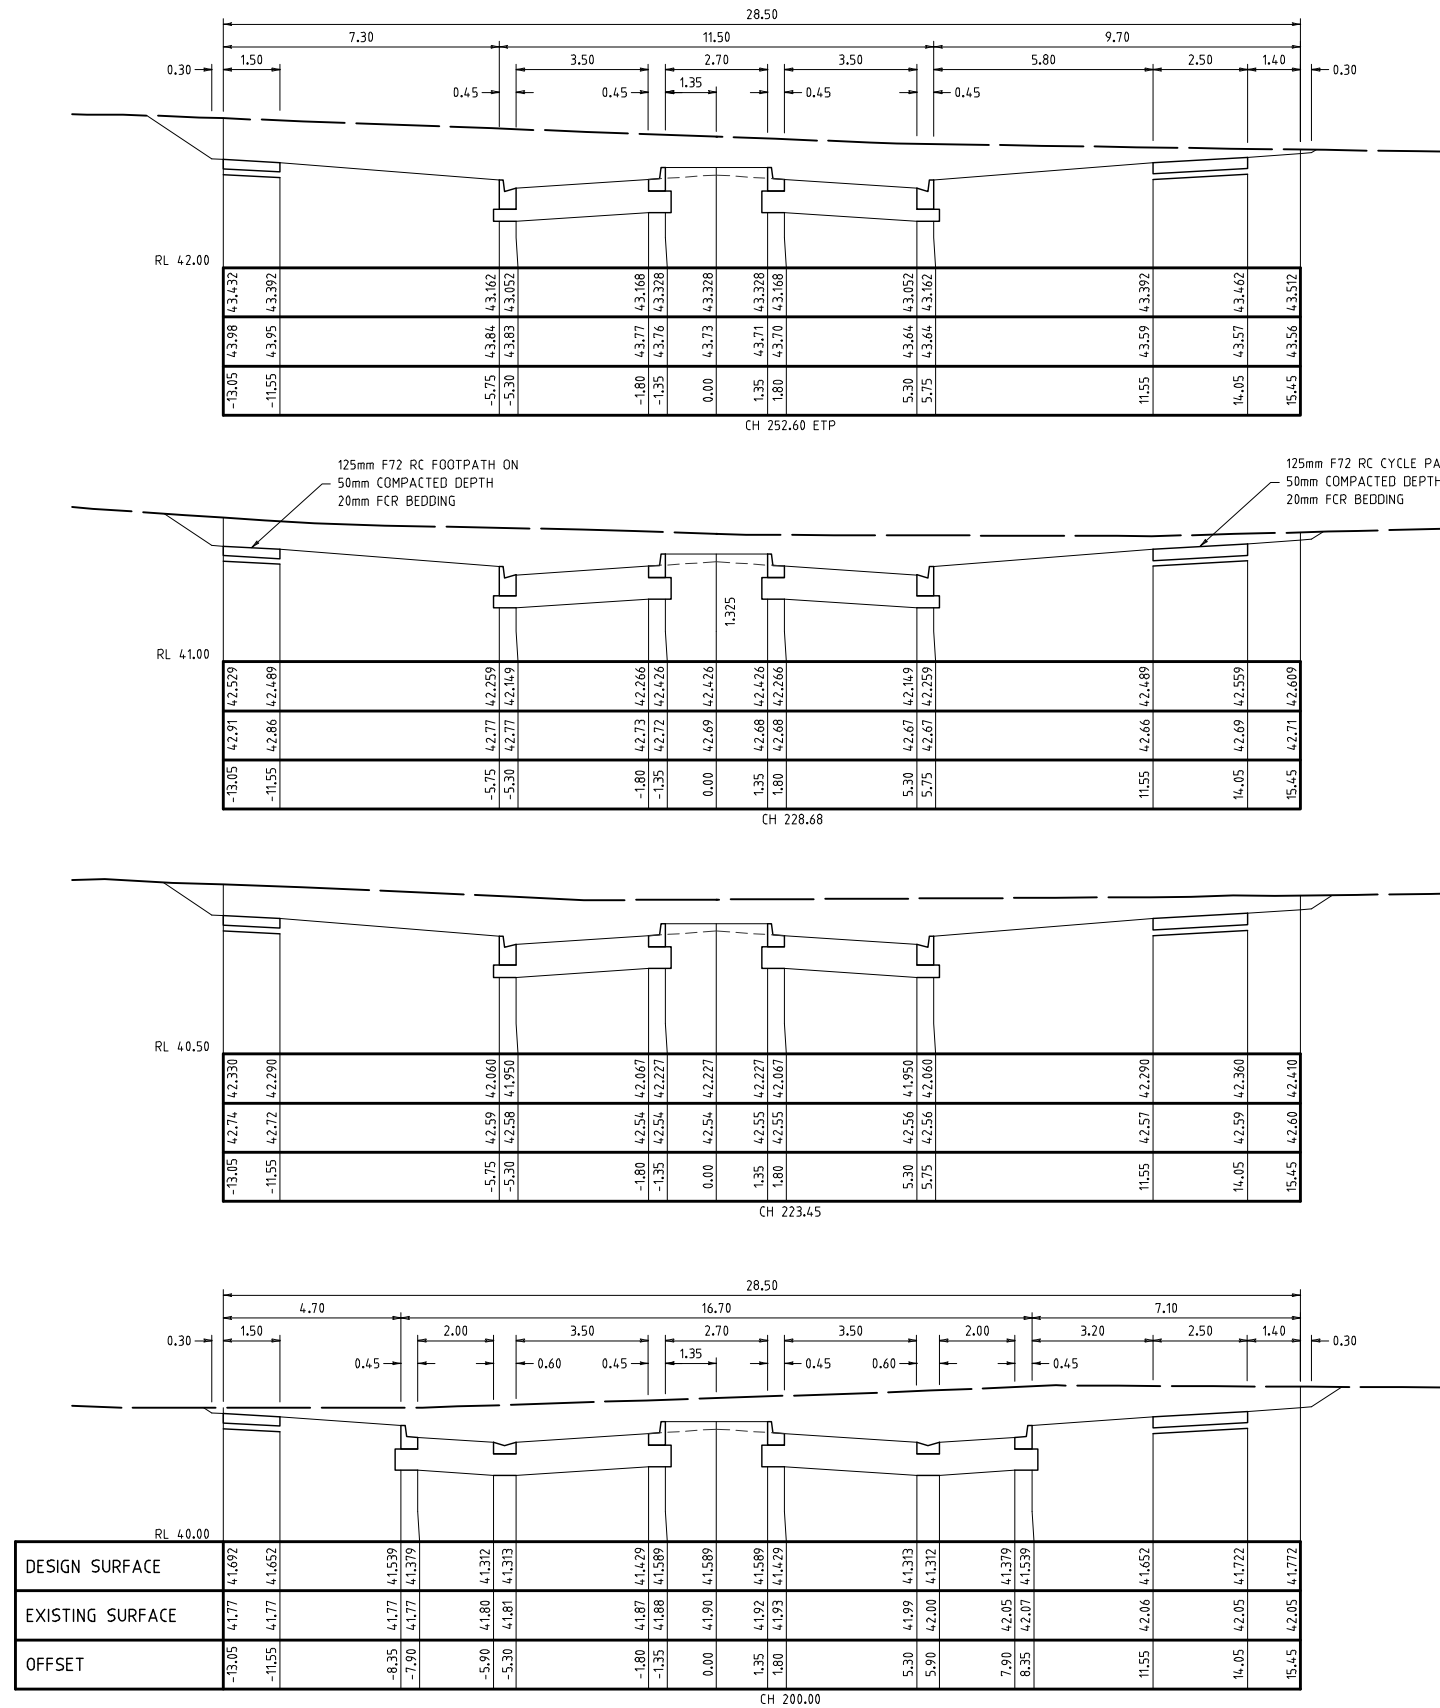 28.50
7.30 11.50 9.70
0.30 1.50 3.50 2.70 3.50 5.80 2.50 1.40 0.30
1.35
0.45 0.45 0.45 0.45
RL 42.00
43.432 43.392 43.162 43.052 43.168 43.328 43.328 43.328 43.168 43.052 43.162 43.392 43.462 43.512
43.98 43.95 43.84 43.83 43.77 43.76 43.73 43.71 43.70 43.64 43.64 43.59 43.57 43.56
-13.05 -11.55 -5.75 -5.30 -1.80 -1.35 0.00 1.35 1.80 5.30 5.75 11.55 14.05 15.45
CH 252.60 ETP
125mm F72 RC FOOTPATH ON
50mm COMPACTED DEPTH
20mm FCR BEDDING
125mm F72 RC CYCLE PA
50mm COMPACTED DEPTH
20mm FCR BEDDING
1.325
RL 41.00
42.529 42.489 42.259 42.149 42.266 42.426 42.426 42.426 42.266 42.149 42.259 42.489 42.559 42.609
42.91 42.86 42.77 42.77 42.73 42.72 42.69 42.68 42.68 42.67 42.67 42.66 42.69 42.71
-13.05 -11.55 -5.75 -5.30 -1.80 -1.35 0.00 1.35 1.80 5.30 5.75 11.55 14.05 15.45
CH 228.68
RL 40.50
42.330 42.290 42.060 41.950 42.067 42.227 42.227 42.227 42.067 41.950 42.060 42.290 42.360 42.410
42.74 42.72 42.59 42.58 42.54 42.54 42.54 42.55 42.55 42.56 42.56 42.57 42.59 42.60
-13.05 -11.55 -5.75 -5.30 -1.80 -1.35 0.00 1.35 1.80 5.30 5.75 11.55 14.05 15.45
CH 223.45
28.50
4.70 16.70 7.10
0.30 1.50 2.00 3.50 2.70 3.50 2.00 3.20 2.50 1.40 0.30
1.35
0.45 0.60 0.45 0.45 0.60 0.45
RL 40.00
DESIGN SURFACE 41.692 41.652 41.539 41.379 41.312 41.313 41.429 41.589 41.589 41.589 41.429 41.313 41.312 41.379 41.539 41.652 41.722 41.772
EXISTING SURFACE 41.77 41.77 41.77 41.77 41.80 41.81 41.87 41.88 41.90 41.92 41.93 41.99 42.00 42.05 42.07 42.06 42.05 42.05
OFFSET -13.05 -11.55 -8.35 -7.90 -5.90 -5.30 -1.80 -1.35 0.00 1.35 1.80 5.30 5.90 7.90 8.35 11.55 14.05 15.45
CH 200.00